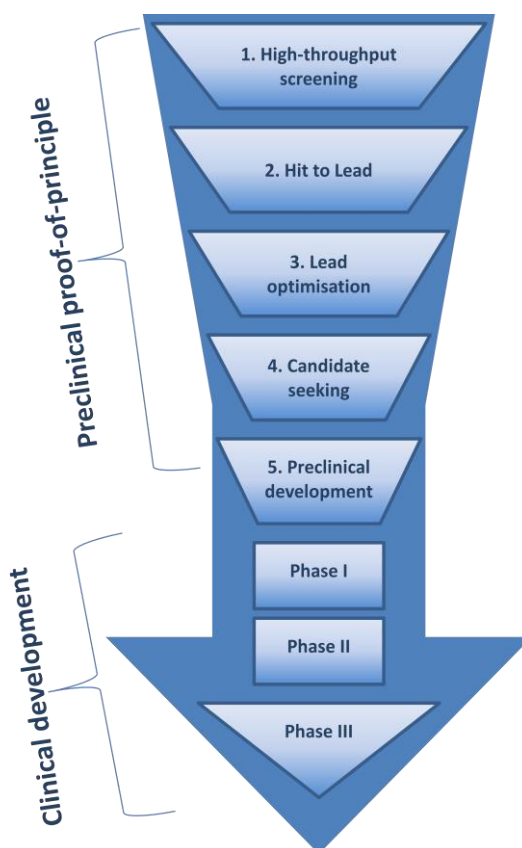 Preclinical proof-of-principle
1. High-throughput
screening
2. Hit to Lead
3. Lead
optimisation
4. Candidate
seeking
5. Preclinical
development
Clinical development
Phase I
Phase II
Phase III